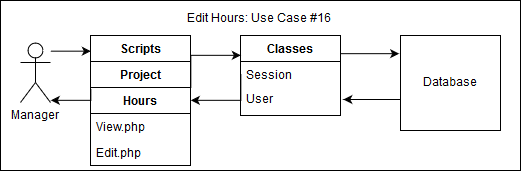 Edit Hours: Use Case #16
Scripts
Project
Hours
View.php
Edit.php
Classes
Session
User
Database
Manager